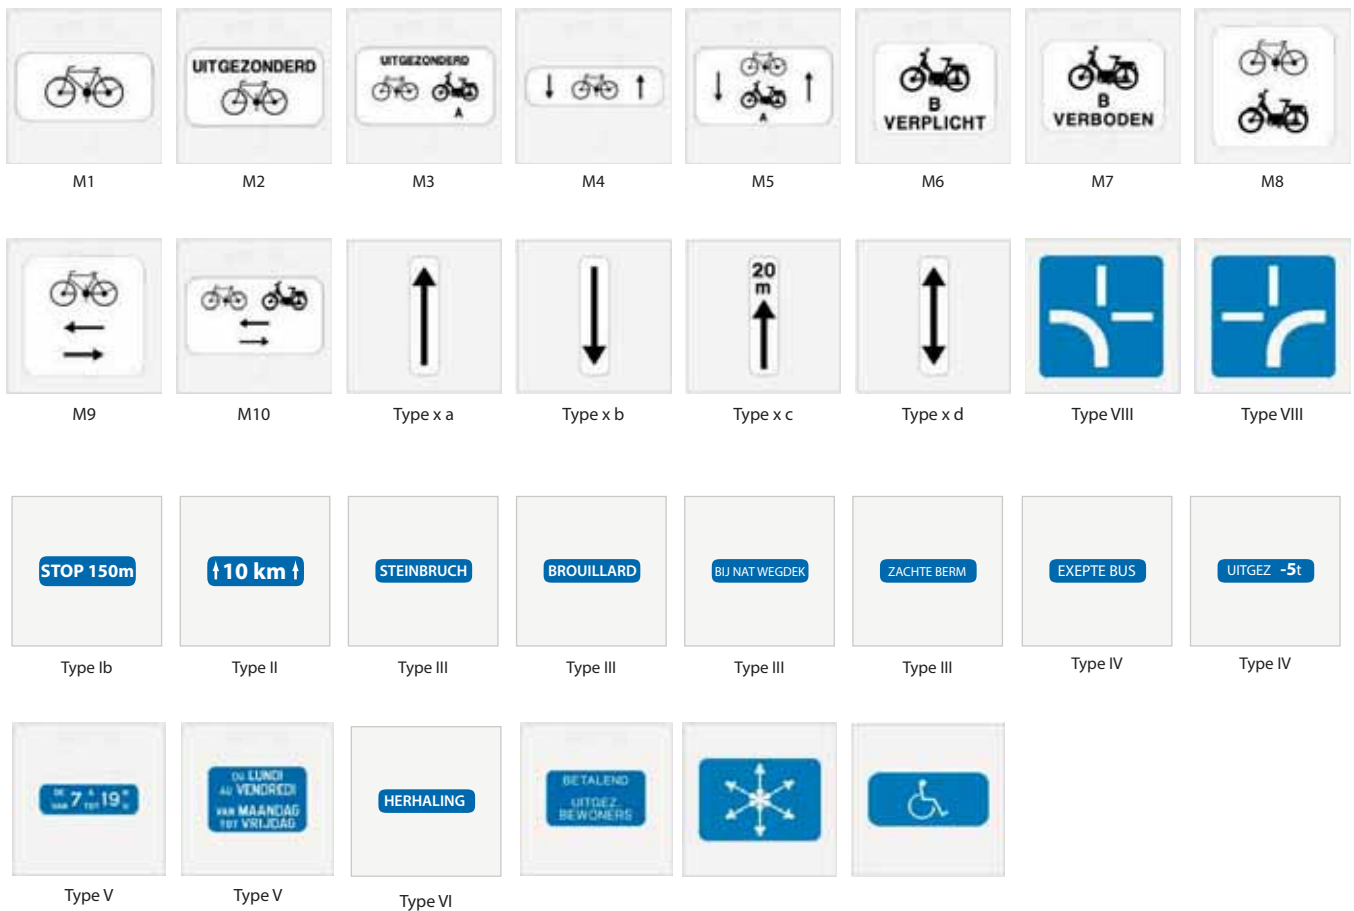 UITGEZONDERD
UITGEZONDERD
A
A
B
VERPLICHT
B
VERBODEN
M1
M2
M3
M4
M5
M6
M7
M8
20
m
M9
M10
Type x a
Type x b
Type x c
Type x d
Type VIII
Type VIII
STOP 150m
10 km
STEINBRUCH
BROUILLARD
BIJ NAT WEGDEK
ZACHTE BERM
EXEPTE BUS
UITGEZ -5t
Type Ib
Type II
Type III
Type III
Type III
Type III
Type IV
Type IV
DE 7 A 19 H
VAN TOT U
DU LUNDI
AU VENDREDI
VAN MAANDAG
TOT VRIJDAG
HERHALING
BETALEND
UITGEZ.
BEWONERS
Type V
Type V
Type VI